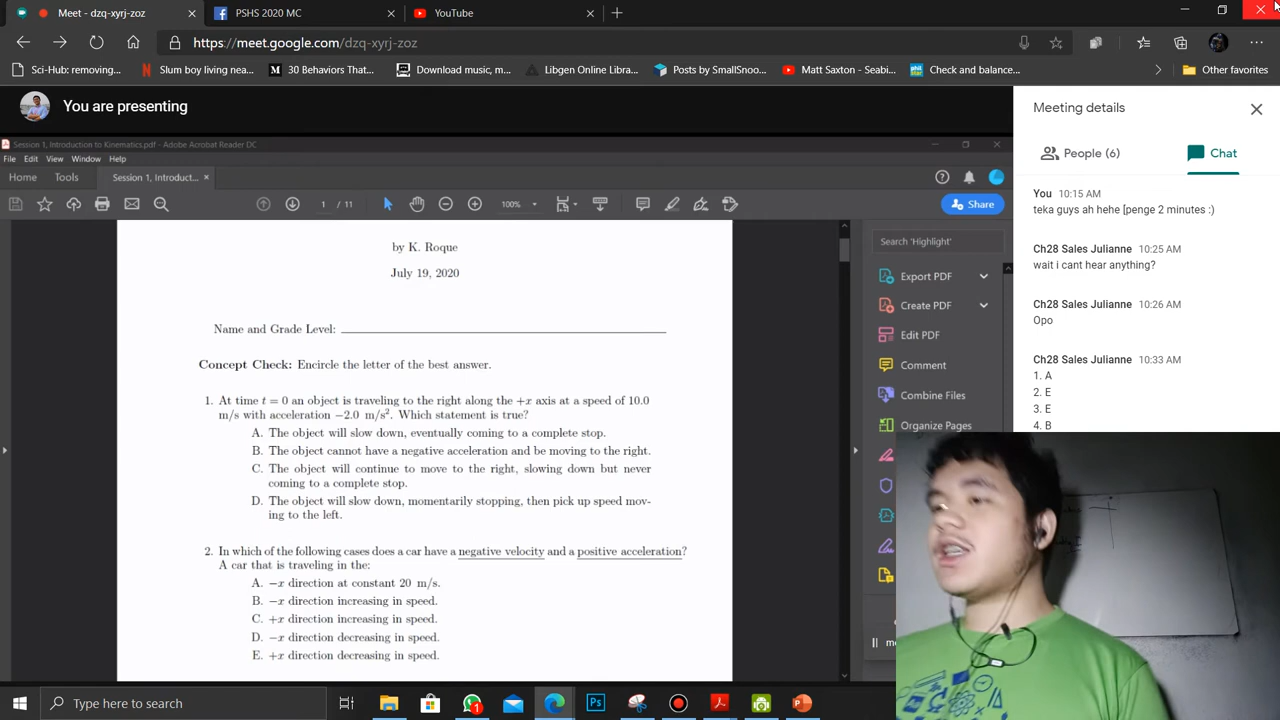 Meet - dzq-xyrj-zoz
PSHS 2020 MC
YouTube
https://meet.google.com/dzq-xyrj-zoz
Sci-Hub: removing...
Slum boy living nea...
30 Behaviors That...
Download music, m...
Libgen Online Libra...
Posts by SmallSnoo...
Matt Saxton - Seabi...
Check and balance...
Other favorites
You are presenting
Session 1, Introduction to Kinematics.pdf - Adobe Acrobat Reader DC
File Edit View Window Help
Home Tools Session 1, Introduct...
1 / 11
100%
Share
by K. Roque
July 19, 2020
Name and Grade Level:
Concept Check: Encircle the letter of the best answer.
1. At time t = 0 an object is traveling to the right along the +x axis at a speed of 10.0
m/s with acceleration −2.0 m/s². Which statement is true?
A. The object will slow down, eventually coming to a complete stop.
B. The object cannot have a negative acceleration and be moving to the right.
C. The object will continue to move to the right, slowing down but never
coming to a complete stop.
D. The object will slow down, momentarily stopping, then pick up speed mov-
ing to the left.
2. In which of the following cases does a car have a negative velocity and a positive acceleration?
A car that is traveling in the:
A. −x direction at constant 20 m/s.
B. −x direction increasing in speed.
C. +x direction increasing in speed.
D. −x direction decreasing in speed.
E. +x direction decreasing in speed.
Search 'Highlight'
Export PDF
Create PDF
Edit PDF
Comment
Combine Files
Organize Pages
Meeting details
People (6)
Chat
You 10:15 AM
teka guys ah hehe [penge 2 minutes :)
Ch28 Sales Julianne 10:25 AM
wait i cant hear anything?
Ch28 Sales Julianne 10:26 AM
Opo
Ch28 Sales Julianne 10:33 AM
1. A
2. E
3. E
4. B
Type here to search
Ps
1